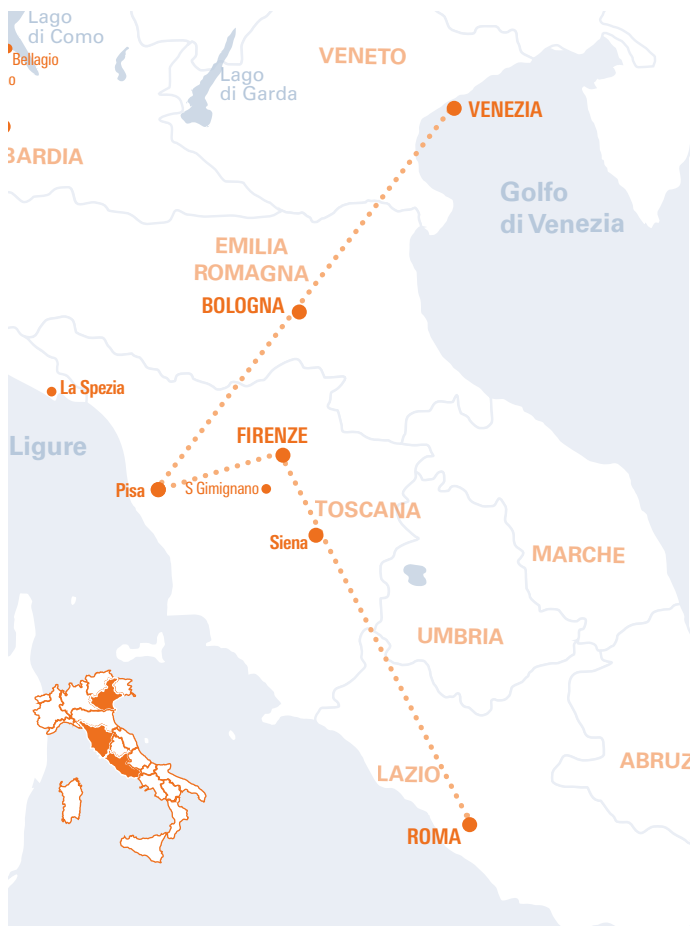 Lago
di Como
Bellagio
o
BARDIA
Lago
di Garda
VENETO
VENEZIA
Golfo
di Venezia
EMILIA
ROMAGNA
BOLOGNA
La Spezia
Ligure
FIRENZE
Pisa
S Gimignano
TOSCANA
Siena
MARCHE
UMBRIA
LAZIO
ABRUZ
ROMA